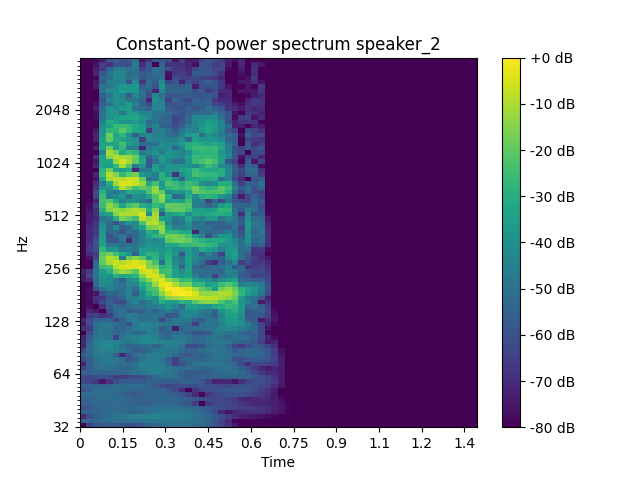 Constant-Q power spectrum speaker_2
Hz
2048
1024
512
256
128
64
32
0 0.15 0.3 0.45 0.6 0.75 0.9 1.1 1.2 1.4
Time
+0 dB
-10 dB
-20 dB
-30 dB
-40 dB
-50 dB
-60 dB
-70 dB
-80 dB